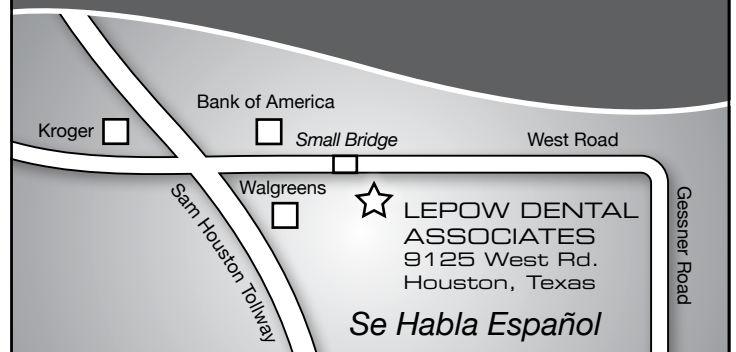 Bank of America
Kroger
Small Bridge
West Road
Walgreens
Sam Houston Tollway
LEPOW DENTAL
ASSOCIATES
9125 West Rd.
Houston, Texas
Gessner Road
Se Habla Español